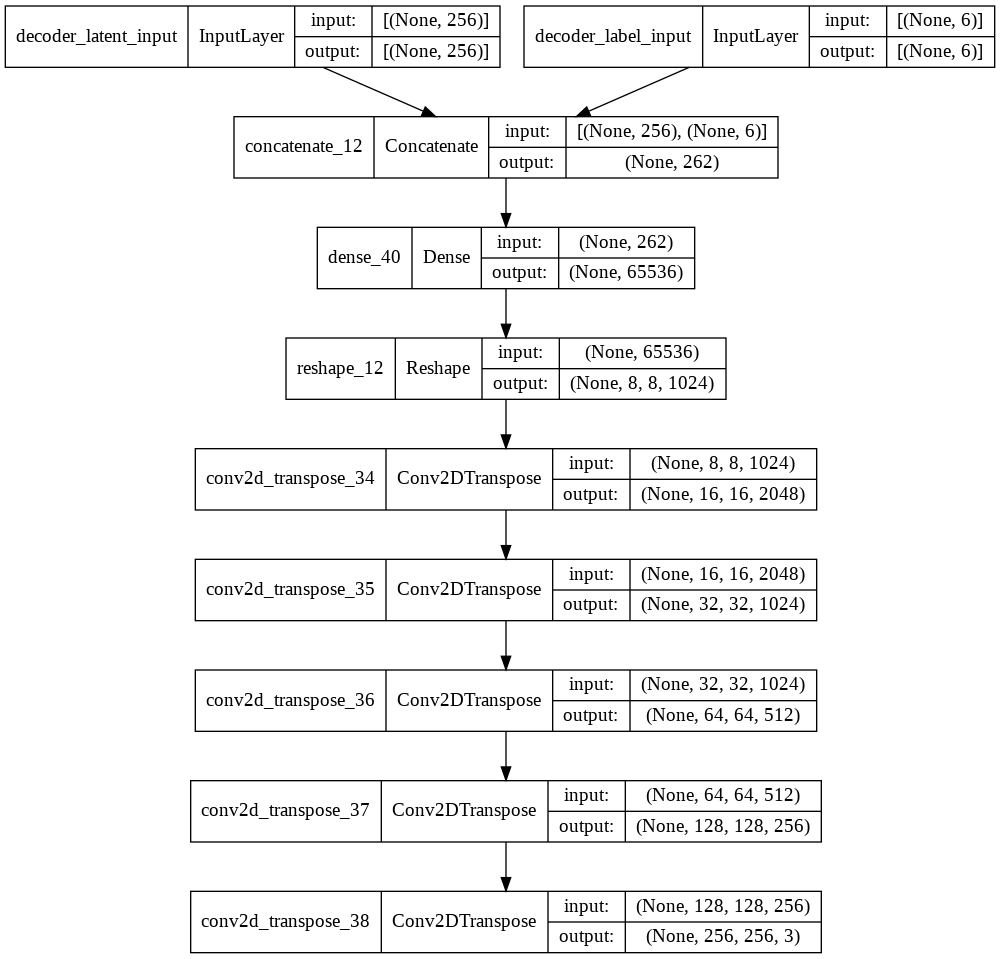 decoder_latent_input InputLayer input: [(None, 256)]
output: [(None, 256)]
decoder_label_input InputLayer input: [(None, 6)]
output: [(None, 6)]
concatenate_12 Concatenate input: [(None, 256), (None, 6)]
output: (None, 262)
dense_40 Dense input: (None, 262)
output: (None, 65536)
reshape_12 Reshape input: (None, 65536)
output: (None, 8, 8, 1024)
conv2d_transpose_34 Conv2DTranspose input: (None, 8, 8, 1024)
output: (None, 16, 16, 2048)
conv2d_transpose_35 Conv2DTranspose input: (None, 16, 16, 2048)
output: (None, 32, 32, 1024)
conv2d_transpose_36 Conv2DTranspose input: (None, 32, 32, 1024)
output: (None, 64, 64, 512)
conv2d_transpose_37 Conv2DTranspose input: (None, 64, 64, 512)
output: (None, 128, 128, 256)
conv2d_transpose_38 Conv2DTranspose input: (None, 128, 128, 256)
output: (None, 256, 256, 3)